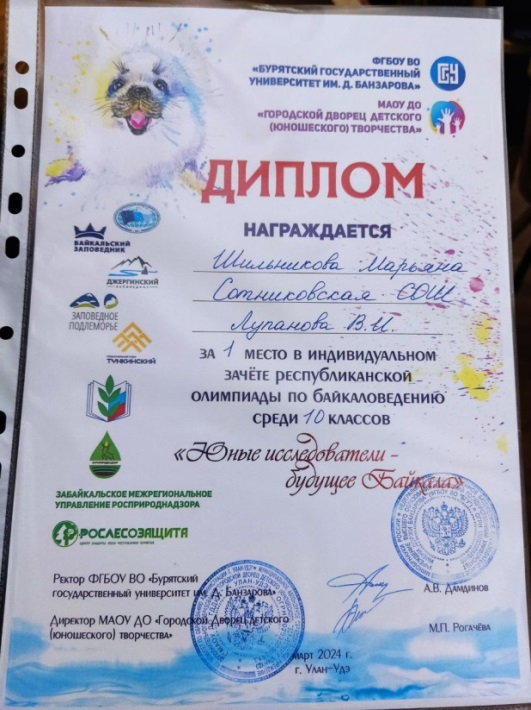 ФГБОУ ВО
«БУРЯТСКИЙ ГОСУДАРСТВЕННЫЙ
УНИВЕРСИТЕТ ИМ. Д. БАНЗАРОВА»
МАОУ ДО
«ГОРОДСКОЙ ДВОРЕЦ ДЕТСКОГО
(ЮНОШЕСКОГО) ТВОРЧЕСТВА»
ДИПЛОМ
НАГРАЖДАЕТСЯ
Шильникова Марьяна
Сотниковская СОШ
Лупанова В.И.
ЗА 1 МЕСТО В ИНДИВИДУАЛЬНОМ
ЗАЧЁТЕ РЕСПУБЛИКАНСКОЙ
ОЛИМПИАДЫ ПО БАЙКАЛОВЕДЕНИЮ
СРЕДИ 10 КЛАССОВ
«Юные исследователи -
будущее Байкала»
БАЙКАЛЬСКИЙ
ЗАПОВЕДНИК
ДЖЕРГИНСКИЙ
ЗАПОВЕДНИК
ЗАПОВЕДНОЕ
ПОДЛЕМОРЬЕ
ТУНКИНСКИЙ
ЗАБАЙКАЛЬСКОЕ МЕЖРЕГИОНАЛЬНОЕ
УПРАВЛЕНИЕ РОСПРИРОДНАДЗОРА
РОСЛЕСОЗАЩИТА
Ректор ФГБОУ ВО «Бурятский
государственный университет им. Д. Банзарова»
А.В. Дамдинов
Директор МАОУ ДО «Городской Дворец детского
(юношеского) творчества»
М.П. Рогачёва
март 2024 г.
г. Улан-Удэ